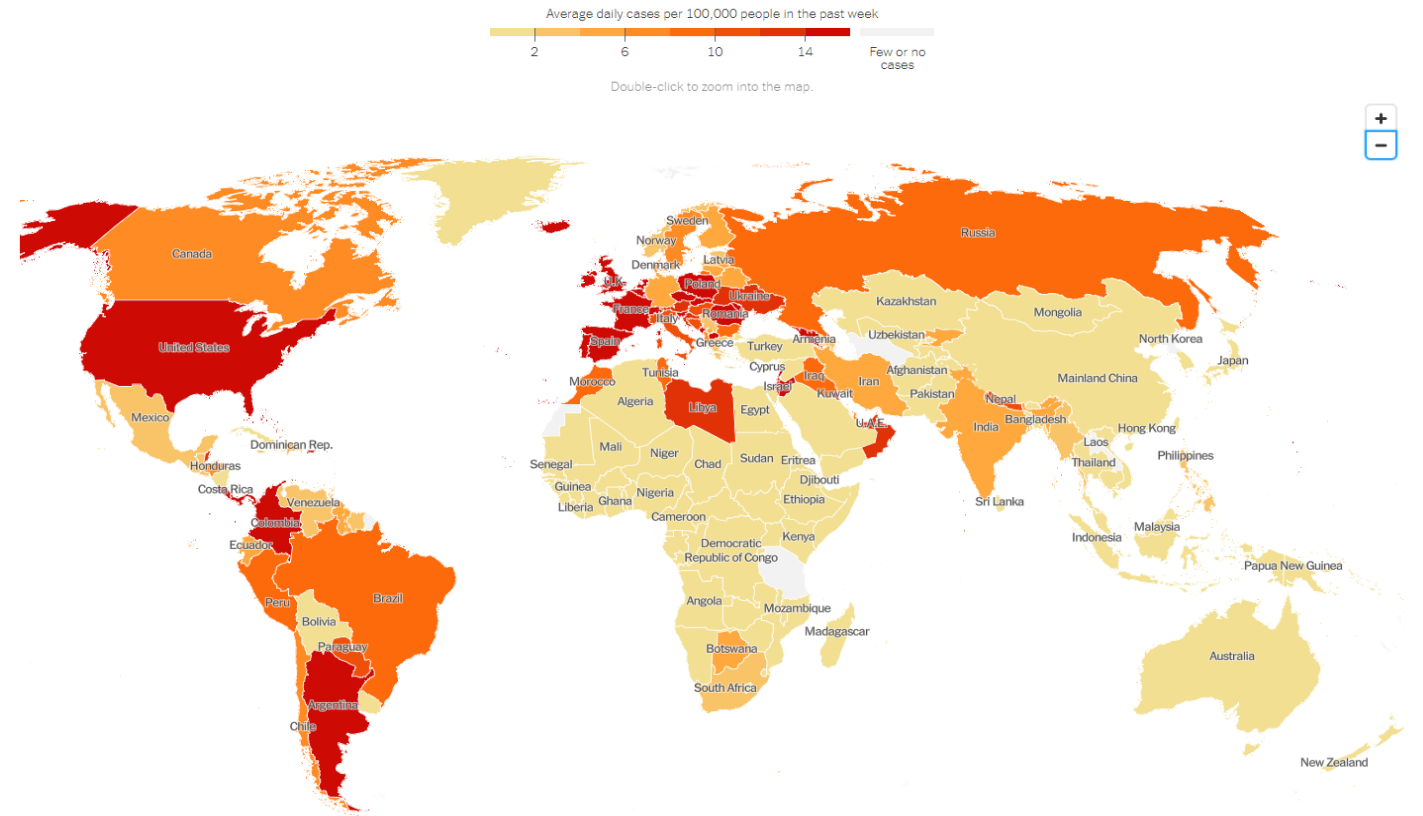 Average daily cases per 100,000 people in the past week
2 6 10 14 Few or no
cases
Double-click to zoom into the map.
+
−
Sweden
Russia
Norway
Canada
Latvia
Denmark
U.K.
Poland
Ukraine
Kazakhstan
Mongolia
France
Romania
Italy
Uzbekistan
Armenia
North Korea
Spain
Greece
Turkey
United States
Japan
Cyprus
Tunisia
Afghanistan
Mainland China
Morocco
Israel
Iraq
Iran
Kuwait
Pakistan
Algeria
Libya
Egypt
Nepal
Mexico
U.A.E.
India
Bangladesh
Hong Kong
Dominican Rep.
Mali
Niger
Chad
Sudan
Eritrea
Laos
Philippines
Honduras
Senegal
Thailand
Djibouti
Costa Rica
Guinea
Nigeria
Ethiopia
Venezuela
Liberia
Ghana
Sri Lanka
Colombia
Cameroon
Malaysia
Ecuador
Democratic
Republic of Congo
Kenya
Indonesia
Papua New Guinea
Peru
Brazil
Angola
Mozambique
Bolivia
Madagascar
Paraguay
Botswana
Australia
South Africa
Argentina
Chile
New Zealand